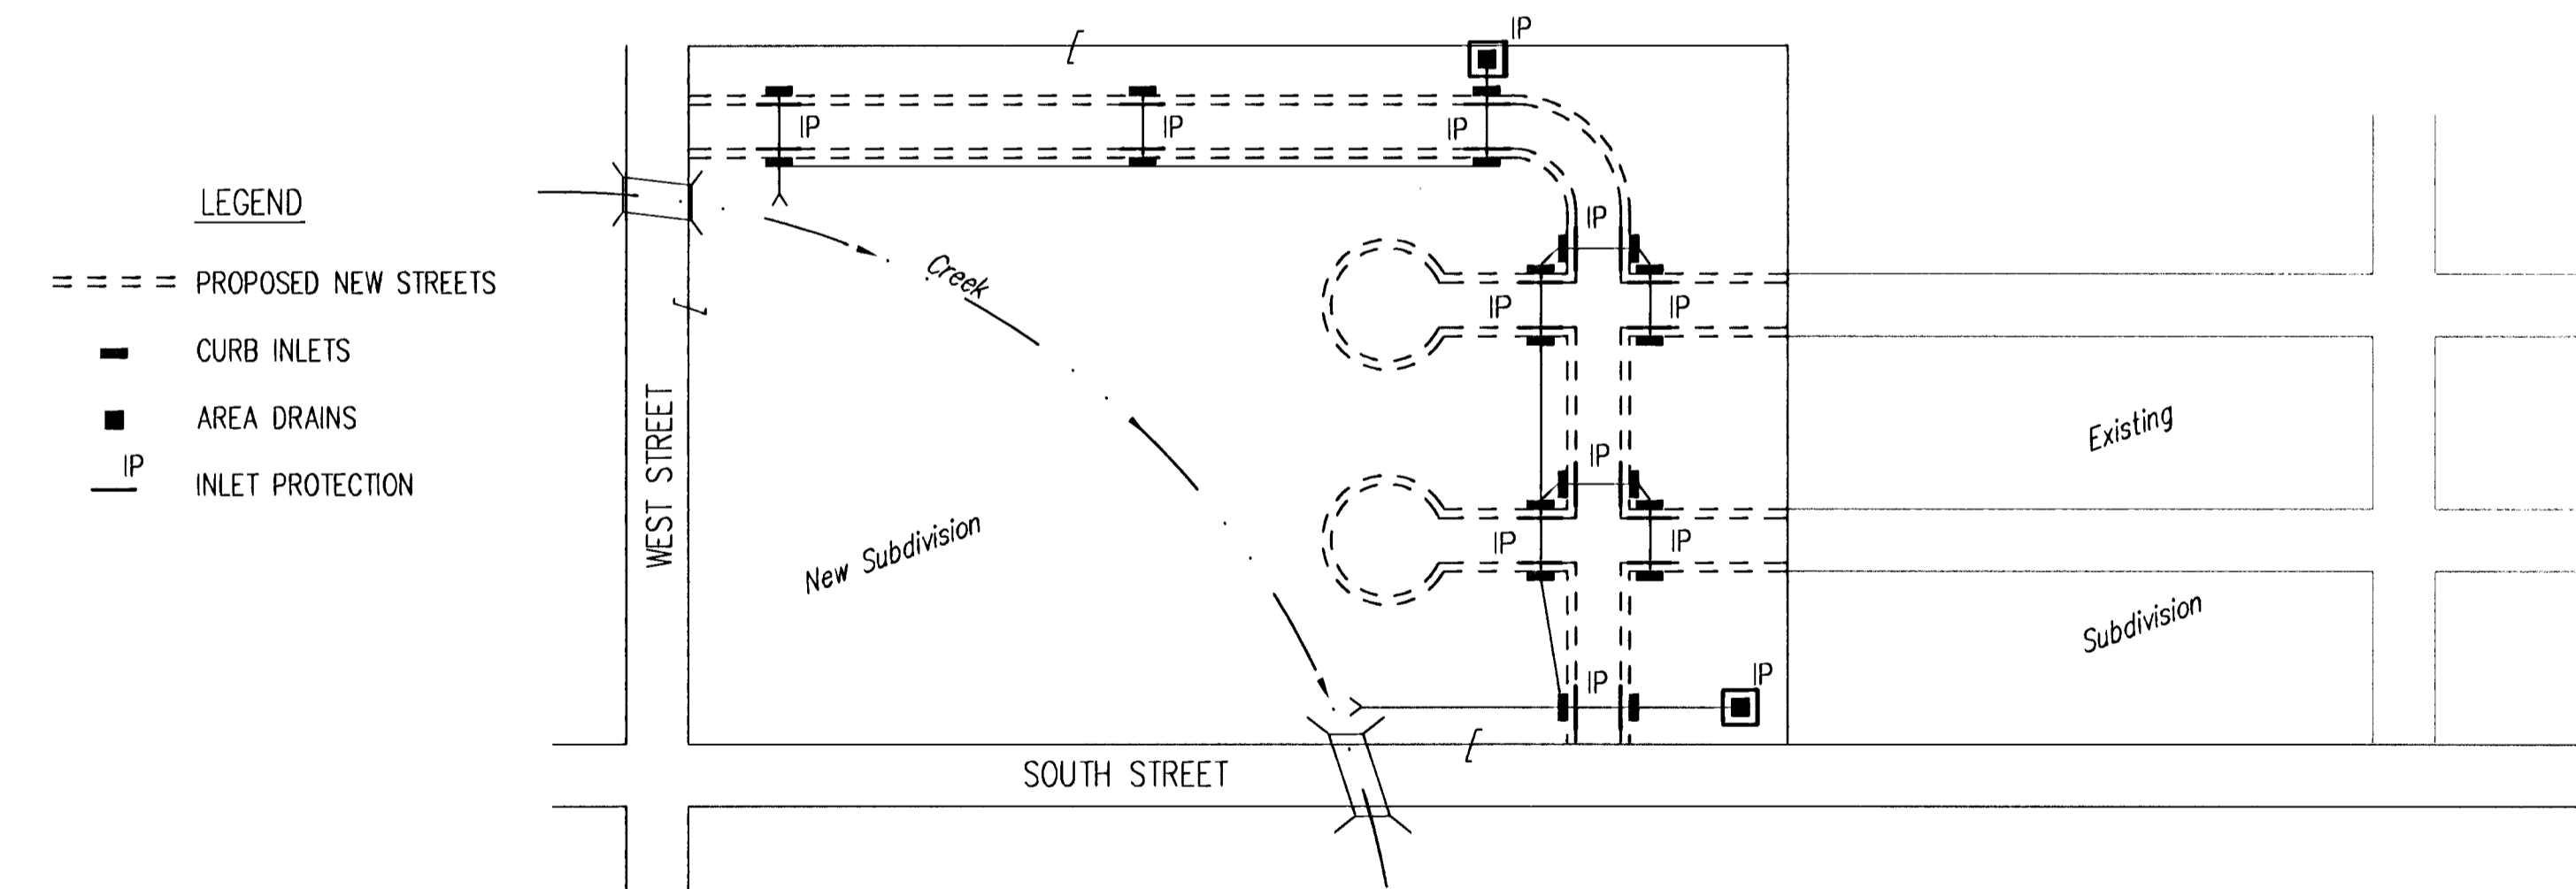 LEGEND
PROPOSED NEW STREETS
CURB INLETS
AREA DRAINS
IP
INLET PROTECTION
WEST STREET
SOUTH STREET
Creek
New Subdivision
Existing
Subdivision
IP
IP
IP
IP
IP
IP
IP
IP
IP
IP
IP
IP